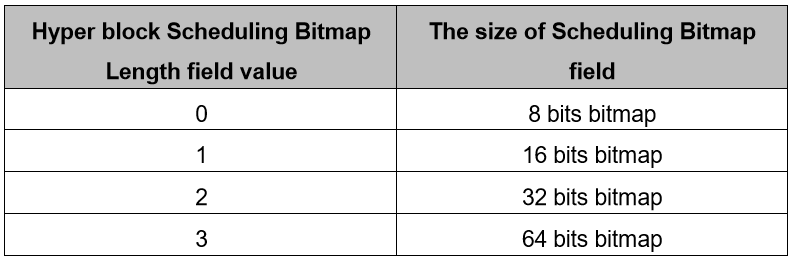 Hyper block Scheduling Bitmap
Length field value
The size of Scheduling Bitmap
field
0
8 bits bitmap
1
16 bits bitmap
2
32 bits bitmap
3
64 bits bitmap